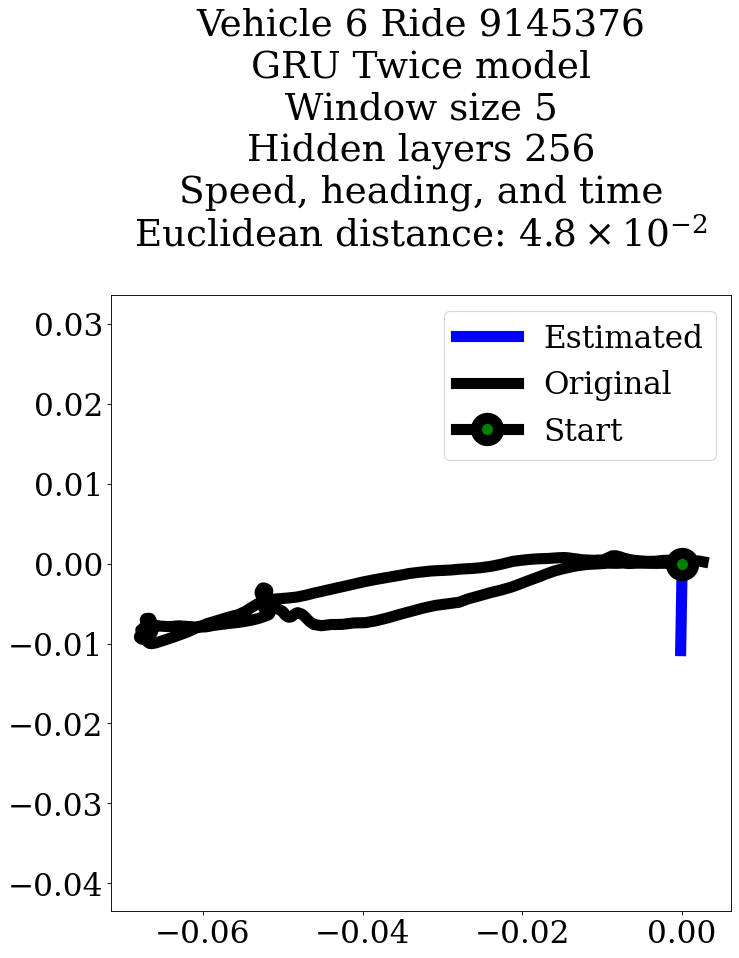 Vehicle 6 Ride 9145376
GRU Twice model
Window size 5
Hidden layers 256
Speed, heading, and time
Euclidean distance: 4.8 × 10⁻²
Estimated
Original
Start
0.03
0.02
0.01
0.00
−0.01
−0.02
−0.03
−0.04
−0.06 −0.04 −0.02 0.00